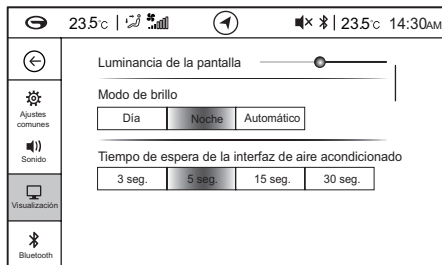 23.5°C 23.5°C 14:30AM
Luminancia de la pantalla
Modo de brillo
Día Noche Automático
Tiempo de espera de la interfaz de aire acondicionado
3 seg. 5 seg. 15 seg. 30 seg.
Ajustes
comunes
Sonido
Visualización
Bluetooth